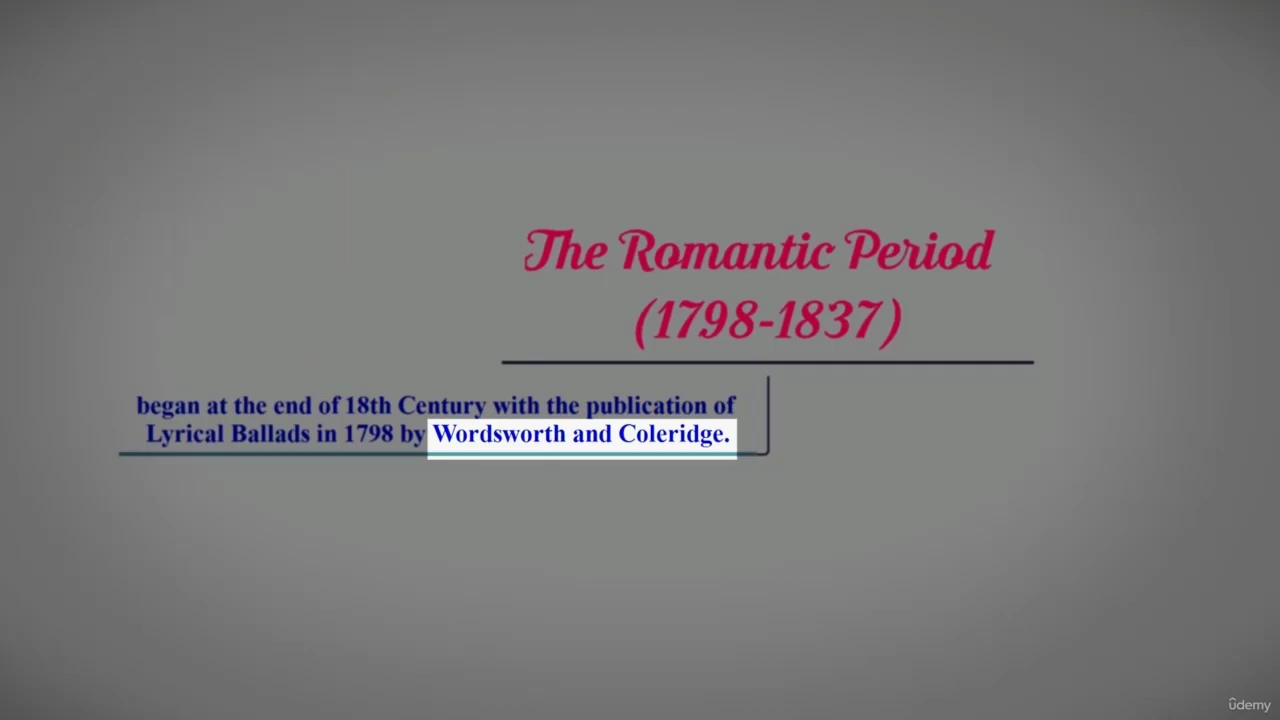 The Romantic Period
(1798-1837)
began at the end of 18th Century with the publication of
Lyrical Ballads in 1798 by Wordsworth and Coleridge.
ûdemy